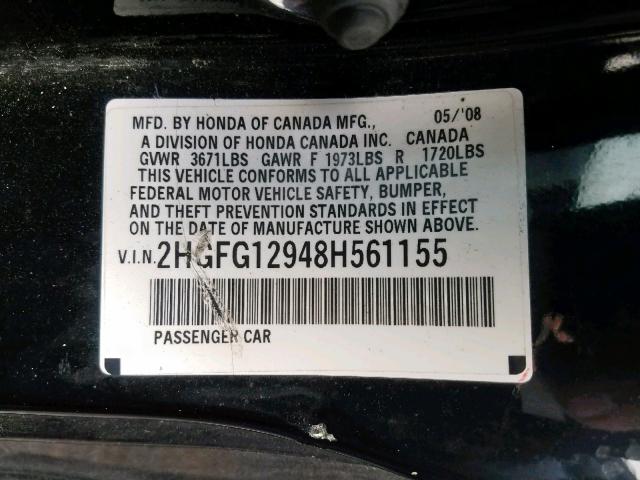 MFD. BY HONDA OF CANADA MFG., 05/'08
A DIVISION OF HONDA CANADA INC. CANADA
GVWR 3671LBS GAWR F 1973LBS R 1720LBS
THIS VEHICLE CONFORMS TO ALL APPLICABLE
FEDERAL MOTOR VEHICLE SAFETY, BUMPER,
AND THEFT PREVENTION STANDARDS IN EFFECT
ON THE DATE OF MANUFACTURE SHOWN ABOVE.
V.I.N. 2HGFG12948H561155
PASSENGER CAR